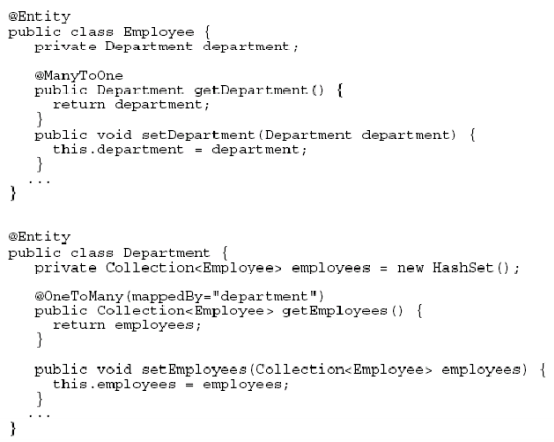 @Entity
public class Employee {
private Department department;
@ManyToOne
public Department getDepartment() {
return department;
}
public void setDepartment(Department department) {
this.department = department;
}
...
}
@Entity
public class Department {
private Collection<Employee> employees = new HashSet();
@OneToMany(mappedBy="department")
public Collection<Employee> getEmployees() {
return employees;
}
public void setEmployees(Collection<Employee> employees) {
this.employees = employees;
}
...
}